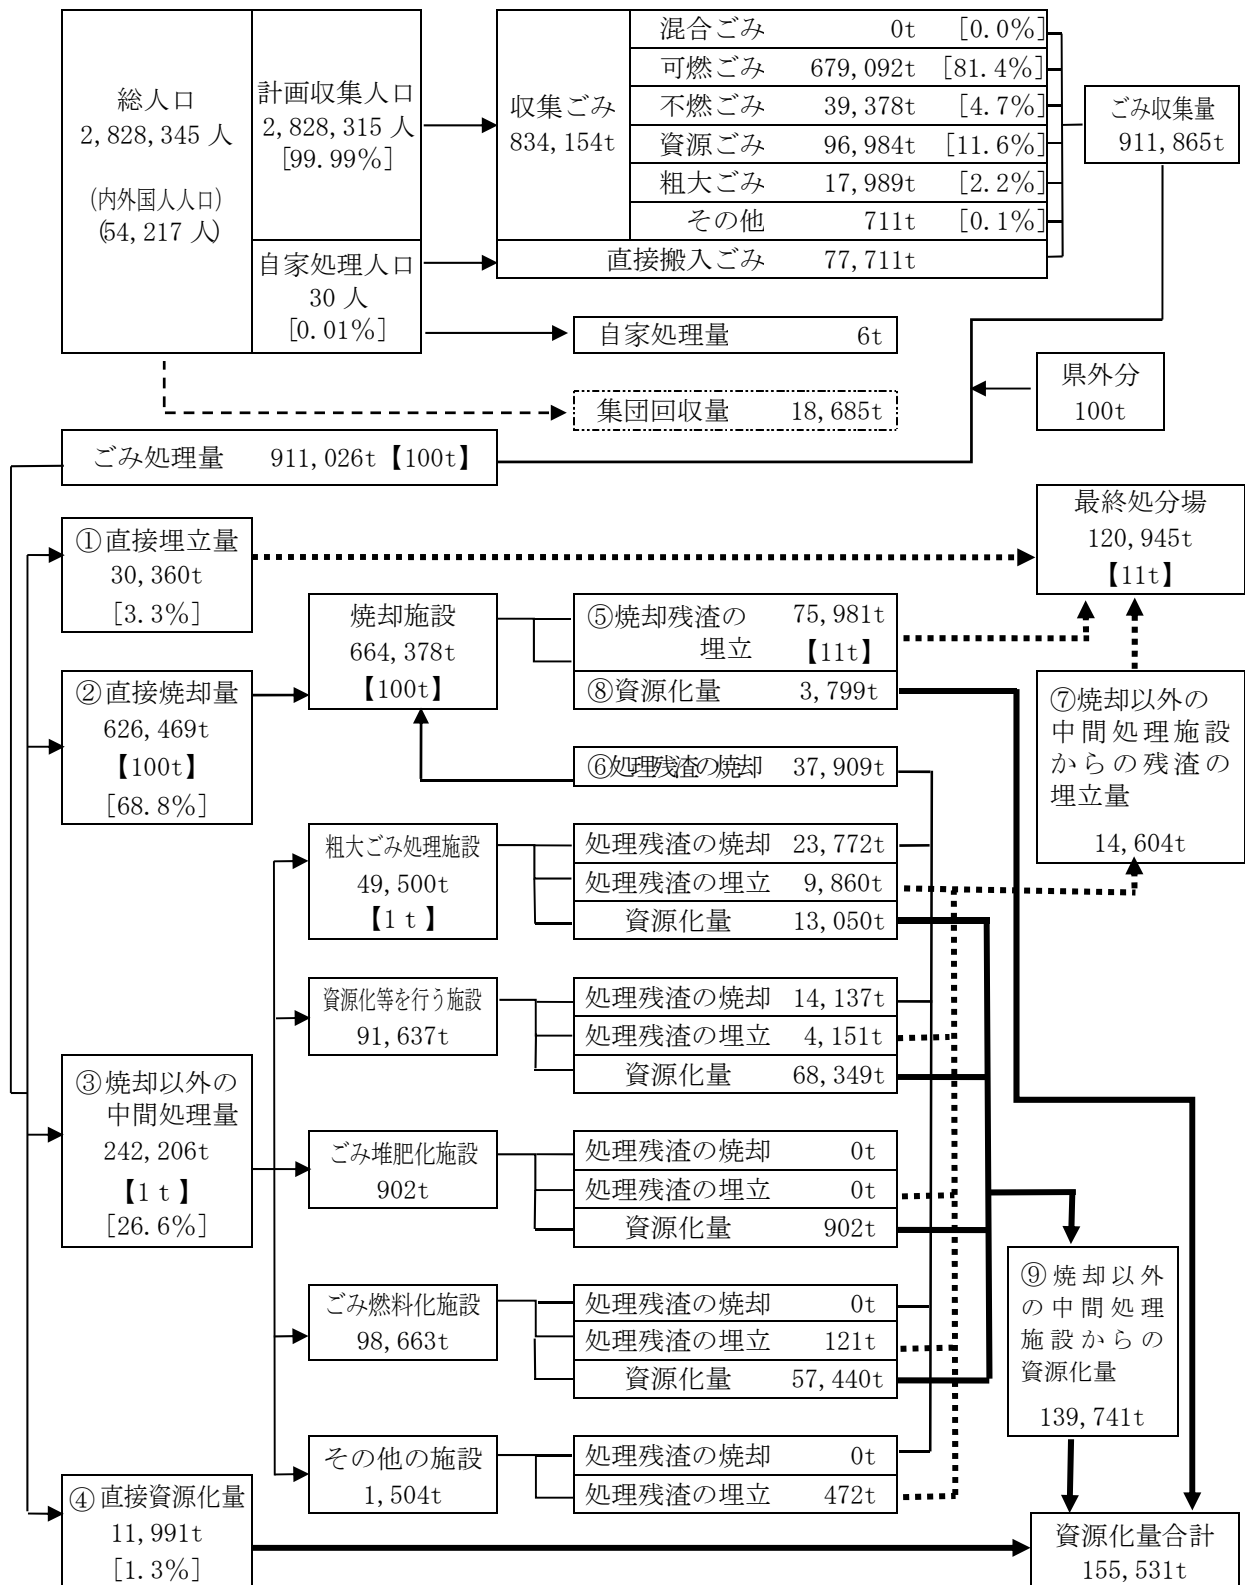 総人口
2,828,345 人
(内外国人人口)
(54,217 人)
計画収集人口
2,828,315 人
[99.99%]
自家処理人口
30 人
[0.01%]
収集ごみ
834,154t
混合ごみ 0t [0.0%]
可燃ごみ 679,092t [81.4%]
不燃ごみ 39,378t [4.7%]
資源ごみ 96,984t [11.6%]
粗大ごみ 17,989t [2.2%]
その他 711t [0.1%]
直接搬入ごみ 77,711t
ごみ収集量
911,865t
自家処理量 6t
集団回収量 18,685t
県外分
100t
ごみ処理量 911,026t【100t】
①直接埋立量
30,360t
[3.3%]
最終処分場
120,945t
【11t】
②直接焼却量
626,469t
【100t】
[68.8%]
焼却施設
664,378t
【100t】
⑤焼却残渣の 75,981t
埋立 【11t】
⑧資源化量 3,799t
⑥処理残渣の焼却 37,909t
⑦焼却以外の
中間処理施設
からの残渣の
埋立量
14,604t
粗大ごみ処理施設
49,500t
【1t】
処理残渣の焼却 23,772t
処理残渣の埋立 9,860t
資源化量 13,050t
資源化等を行う施設
91,637t
処理残渣の焼却 14,137t
処理残渣の埋立 4,151t
資源化量 68,349t
③焼却以外の
中間処理量
242,206t
【1t】
[26.6%]
ごみ堆肥化施設
902t
処理残渣の焼却 0t
処理残渣の埋立 0t
資源化量 902t
ごみ燃料化施設
98,663t
処理残渣の焼却 0t
処理残渣の埋立 121t
資源化量 57,440t
⑨焼却以外
の中間処理
施設からの
資源化量
139,741t
その他の施設
1,504t
処理残渣の焼却 0t
処理残渣の埋立 472t
④直接資源化量
11,991t
[1.3%]
資源化量合計
155,531t